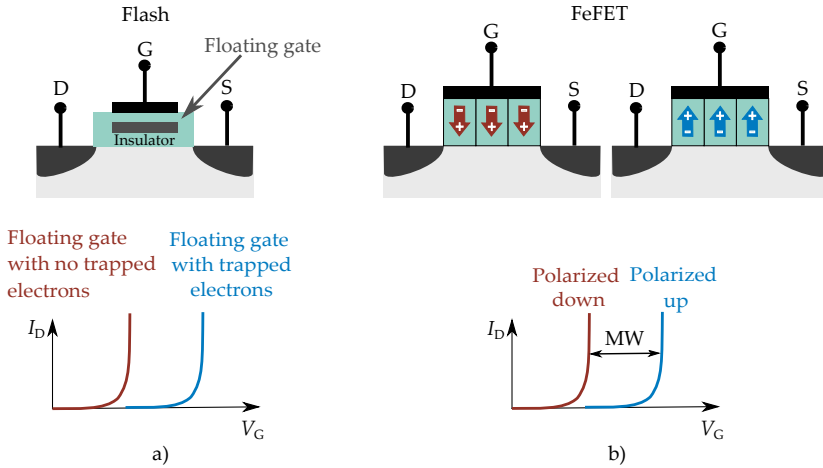 Flash
Floating gate
G
D
S
Insulator
Floating gate
with no trapped
electrons
Floating gate
with trapped
electrons
I_D
V_G
a)
FeFET
G
D
S
−
−
−
+
+
+
G
D
S
+
+
+
−
−
−
Polarized
down
Polarized
up
I_D
MW
V_G
b)